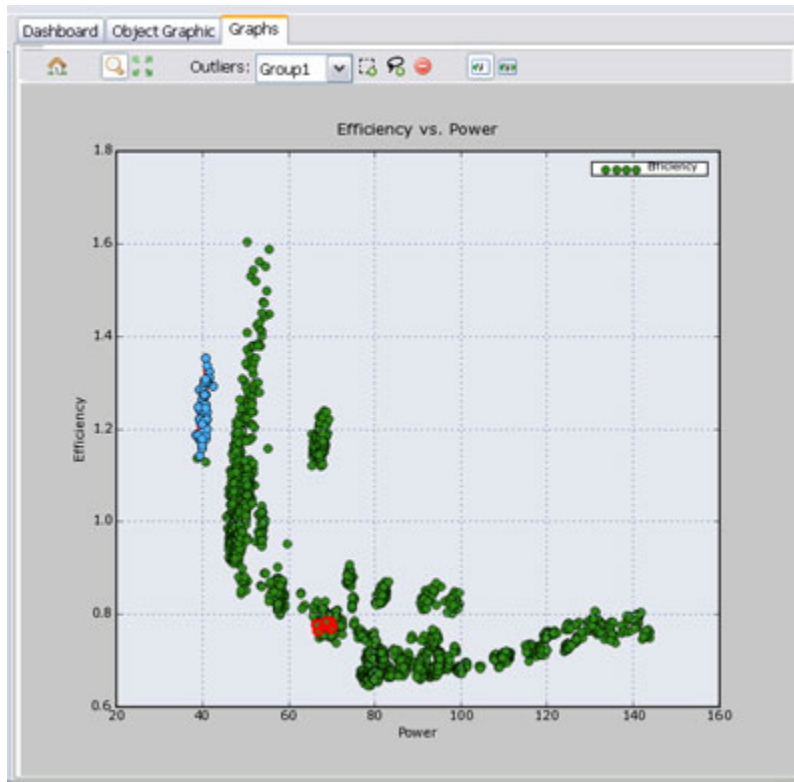 Dashboard Object Graphic Graphs
Outliers: Group1
Efficiency vs. Power
Efficiency
1.8
1.6
1.4
1.2
1.0
0.8
0.6
Efficiency
20 40 60 80 100 120 140 160
Power